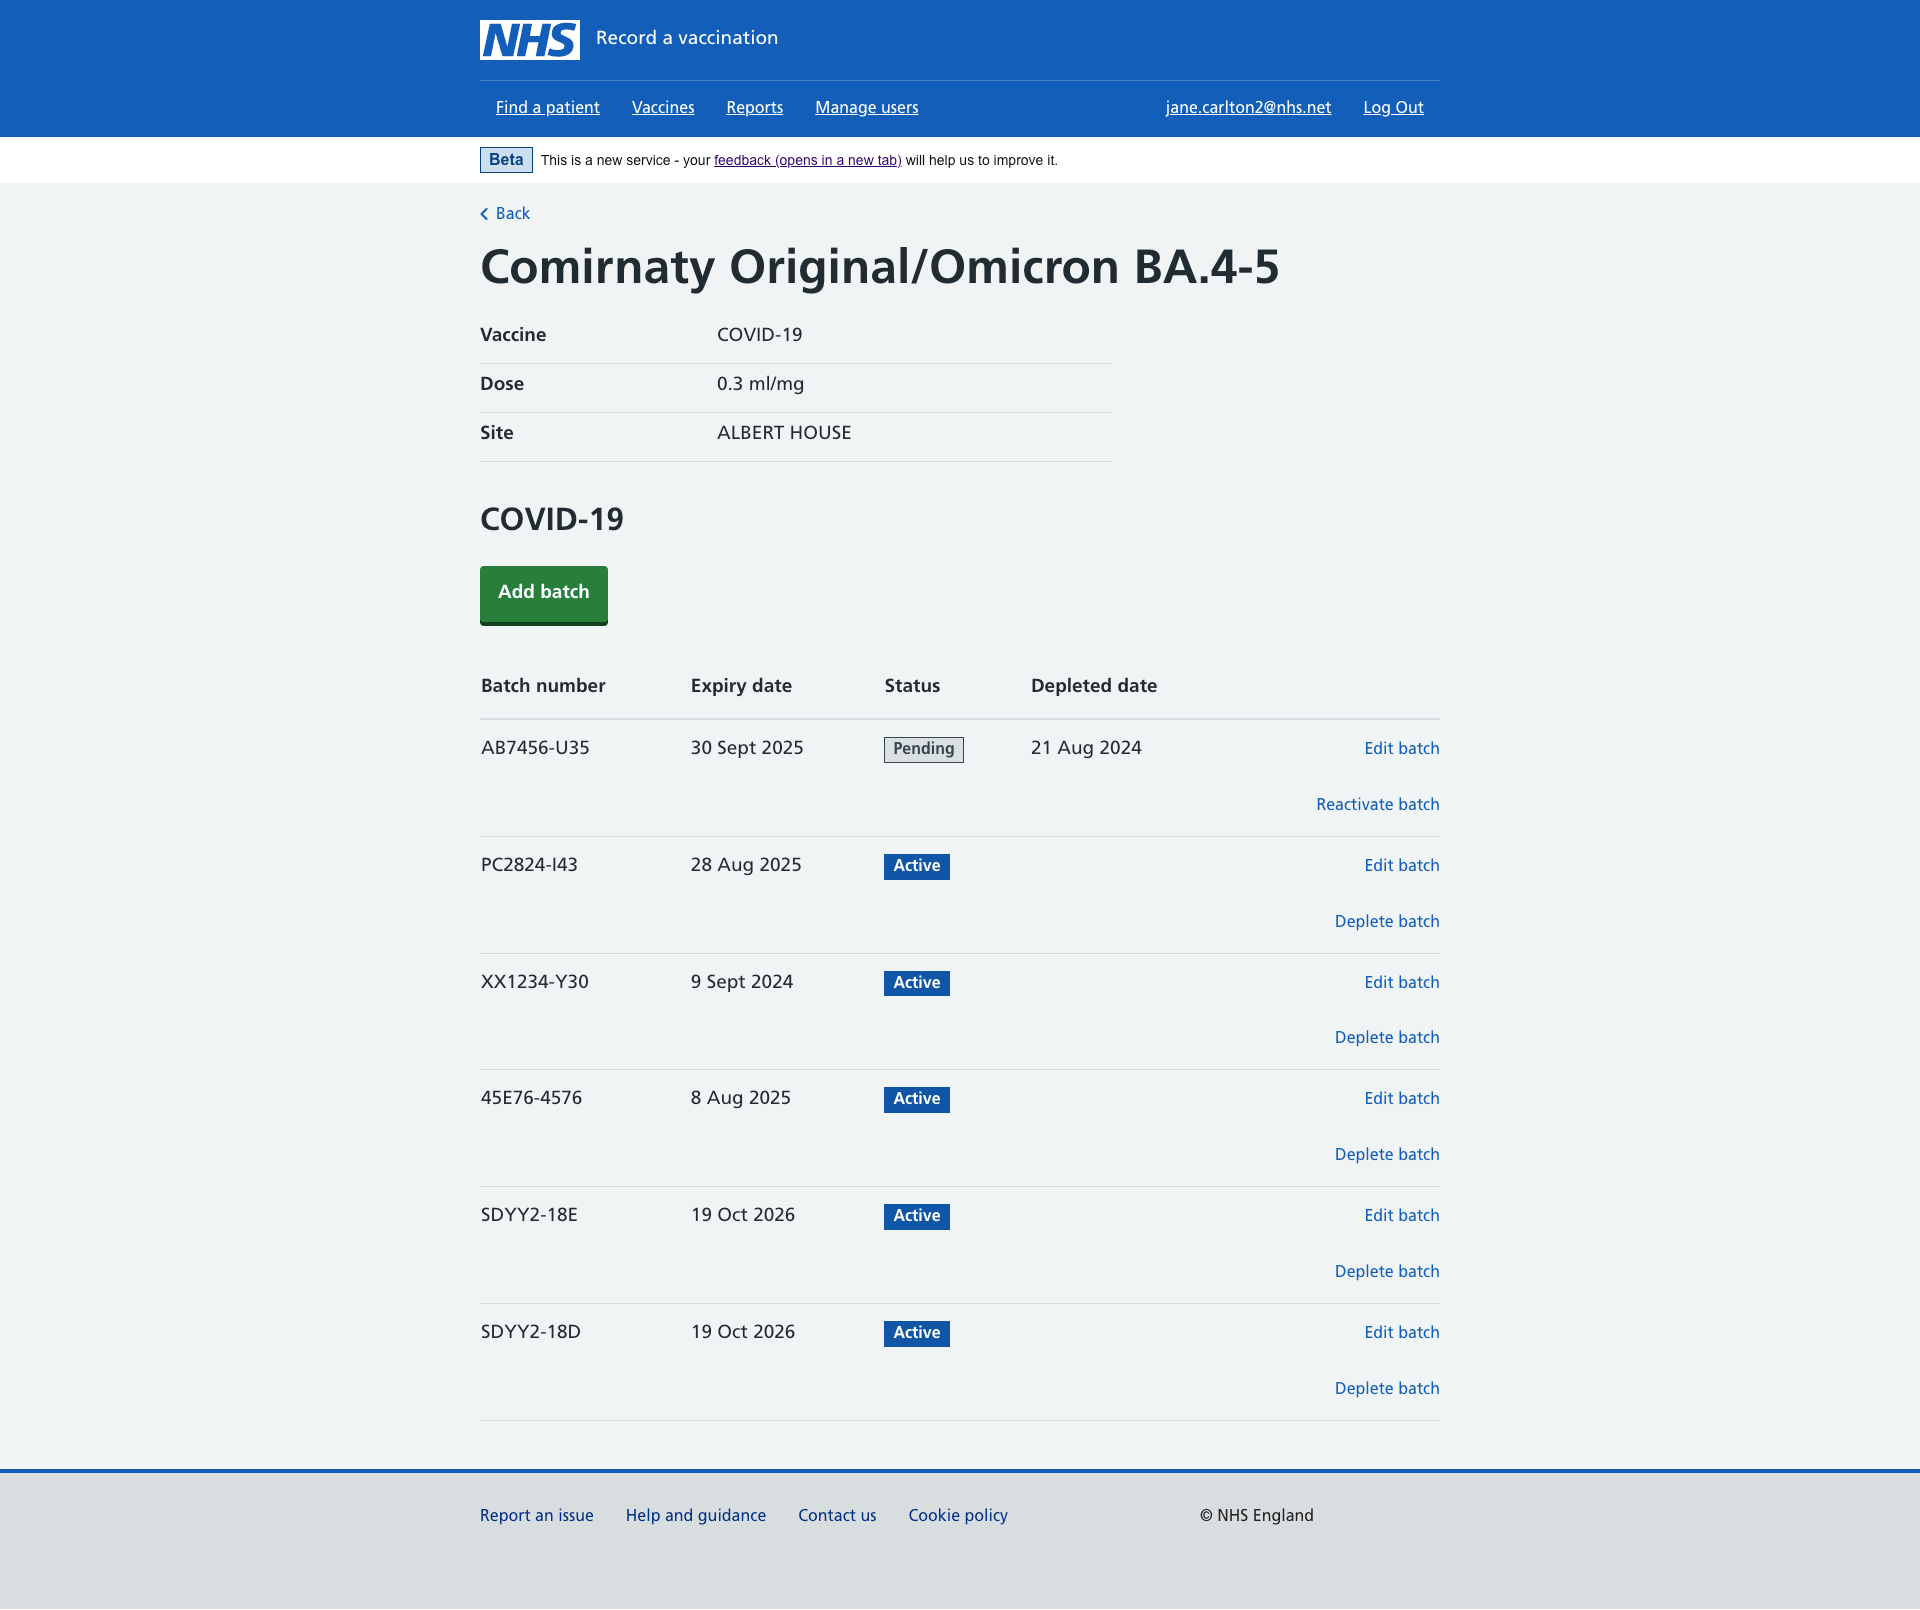 NHS Record a vaccination
Find a patient Vaccines Reports Manage users jane.carlton2@nhs.net Log Out
Beta This is a new service - your feedback (opens in a new tab) will help us to improve it.
Back
Comirnaty Original/Omicron BA.4-5
Vaccine COVID-19
Dose 0.3 ml/mg
Site ALBERT HOUSE
COVID-19
Add batch
Batch number Expiry date Status Depleted date
AB7456-U35 30 Sept 2025 Pending 21 Aug 2024 Edit batch
Reactivate batch
PC2824-I43 28 Aug 2025 Active Edit batch
Deplete batch
XX1234-Y30 9 Sept 2024 Active Edit batch
Deplete batch
45E76-4576 8 Aug 2025 Active Edit batch
Deplete batch
SDYY2-18E 19 Oct 2026 Active Edit batch
Deplete batch
SDYY2-18D 19 Oct 2026 Active Edit batch
Deplete batch
Report an issue Help and guidance Contact us Cookie policy © NHS England